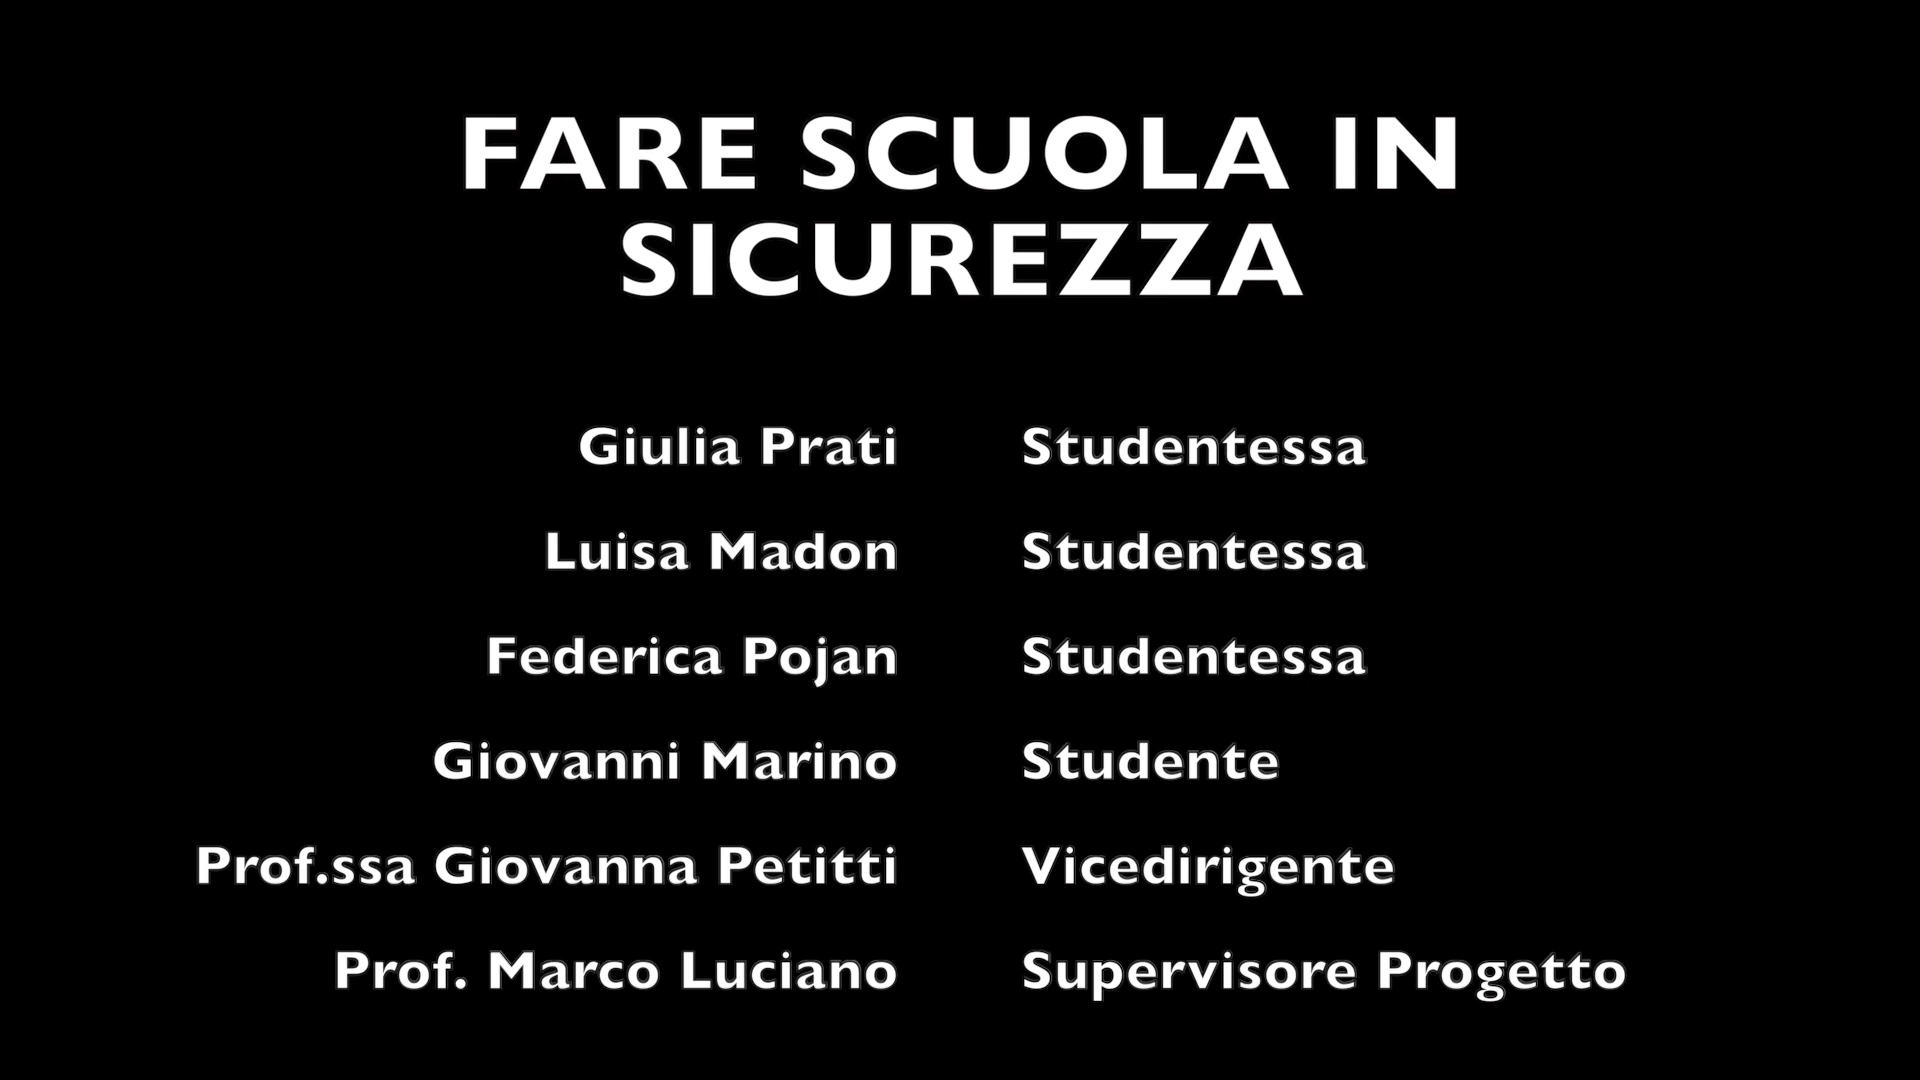 FARE SCUOLA IN
SICUREZZA
Giulia Prati Studentessa
Luisa Madon Studentessa
Federica Pojan Studentessa
Giovanni Marino Studente
Prof.ssa Giovanna Petitti Vicedirigente
Prof. Marco Luciano Supervisore Progetto